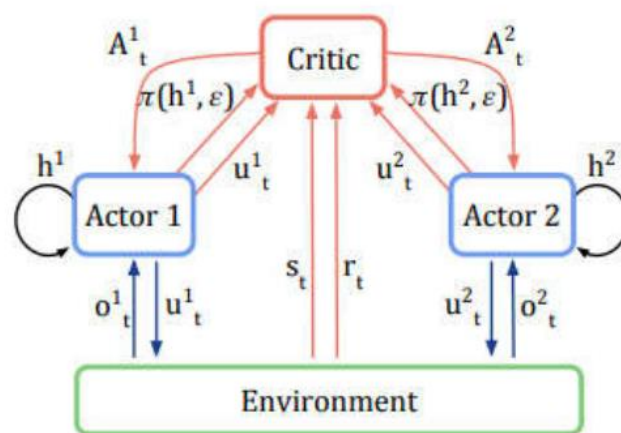 A¹ₜ Critic A²ₜ
π(h¹, ε) π(h², ε)
h¹ u¹ₜ u²ₜ h²
Actor 1 Actor 2
sₜ rₜ
o¹ₜ u¹ₜ u²ₜ o²ₜ
Environment